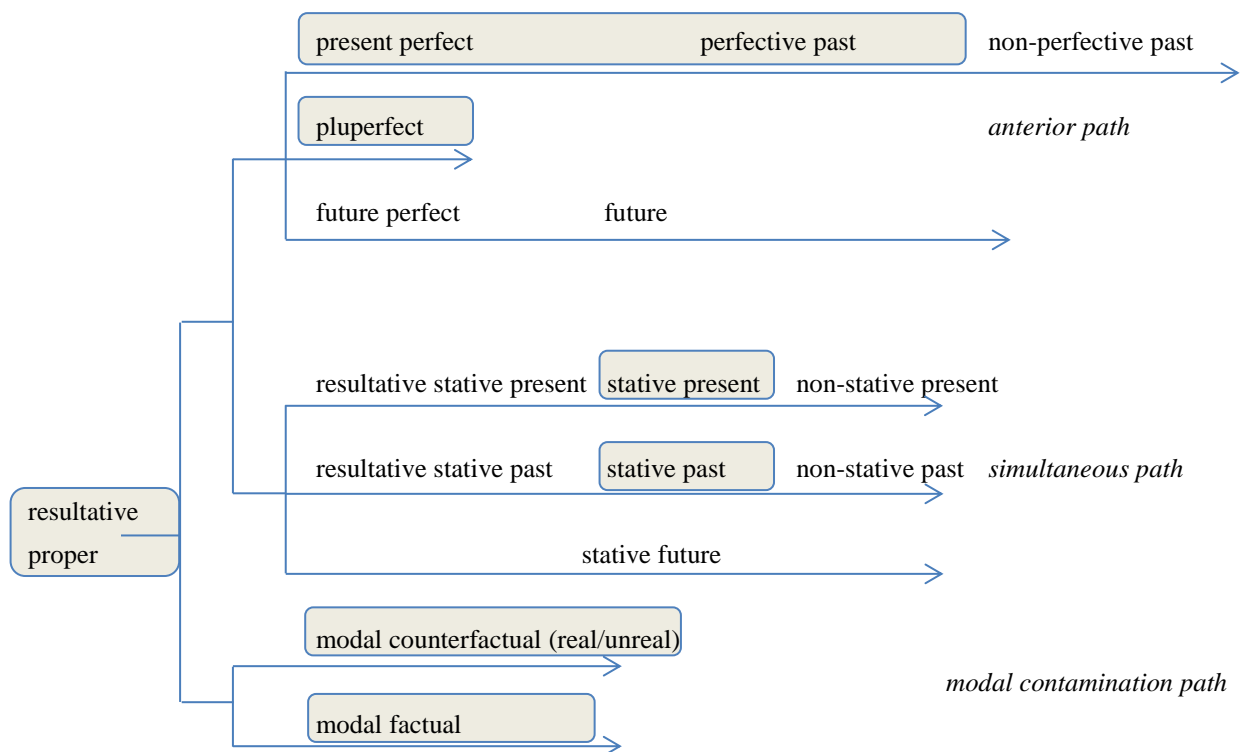 present perfect perfective past non-perfective past
pluperfect anterior path
future perfect future
resultative stative present stative present non-stative present
resultative stative past stative past non-stative past simultaneous path
resultative
proper
stative future
modal counterfactual (real/unreal)
modal contamination path
modal factual